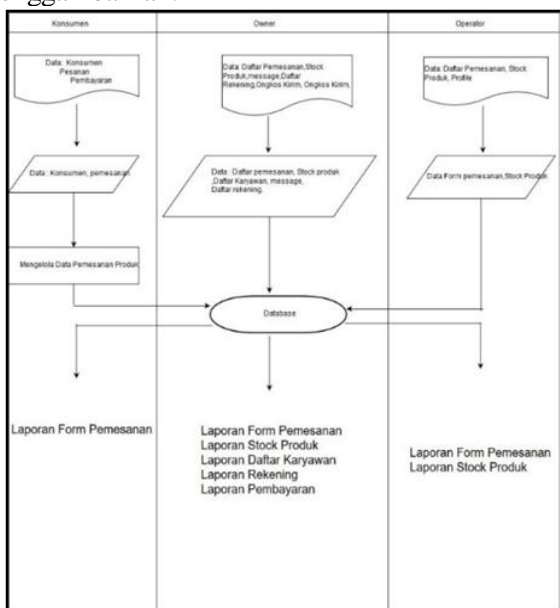 Konsumen
Owner
Operator
Data: Konsumen
Pesanan
Pembayaran
Data: Daftar Pemesanan,Stock
Produk,message,Daftar
Rekening,Ongkos Kirim, Ongkos Kirim,
Data: Daftar Pemesanan, Stock
Produk, Profile
Data : Konsumen, pemesanan
Data : Daftar pemesanan, Stock produk
,Daftar Karyawan, message,
Daftar rekening.
Data Form pemesanan,Stock Produk
Mengelola Data Pemesanan Produk
Database
Laporan Form Pemesanan
Laporan Form Pemesanan
Laporan Stock Produk
Laporan Daftar Karyawan
Laporan Rekening
Laporan Pembayaran
Laporan Form Pemesanan
Laporan Stock Produk